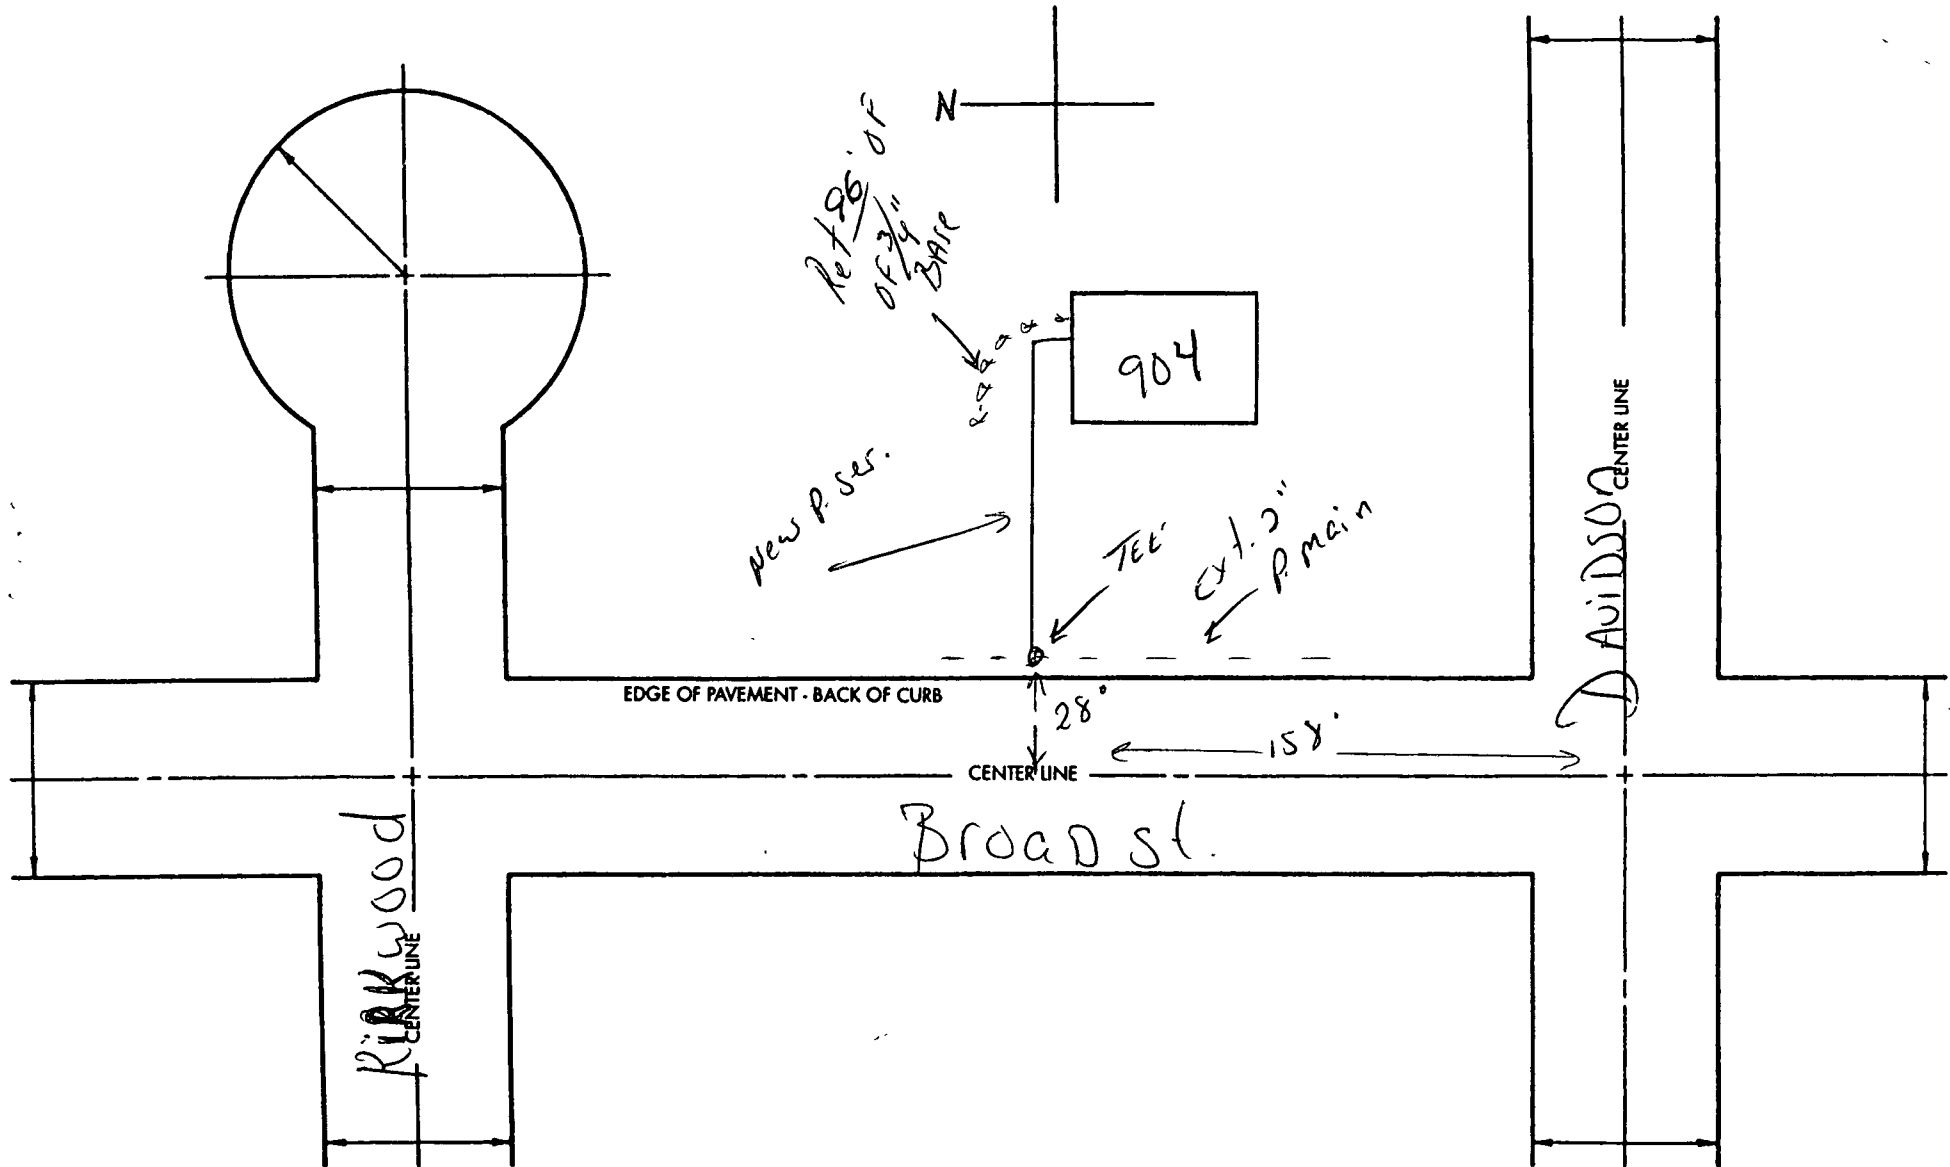 N
Ret 96' OF
OF 3/4"
BASE
904
CENTER LINE
DAVIDSON
New P. Ser.
TEE
Ext. 2"
P. Main
EDGE OF PAVEMENT - BACK OF CURB
28'
158'
CENTER LINE
Broad St.
Kirkwood
CENTER LINE